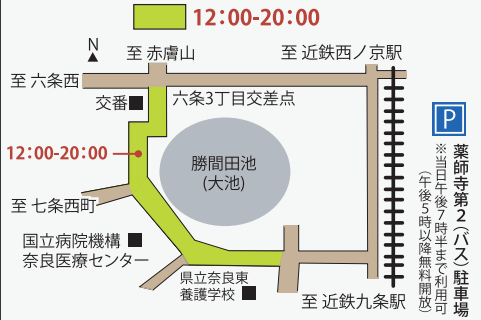 12:00-20:00
N
至 赤膚山
至 近鉄西ノ京駅
至 六条西
交番
六条3丁目交差点
12:00-20:00
勝間田池
(大池)
至 七条西町
国立病院機構
奈良医療センター
県立奈良東
養護学校
至 近鉄九条駅
P
薬師寺第2(バス)駐車場
※当日午後7時半まで利用可
(午後5時以降無料開放)